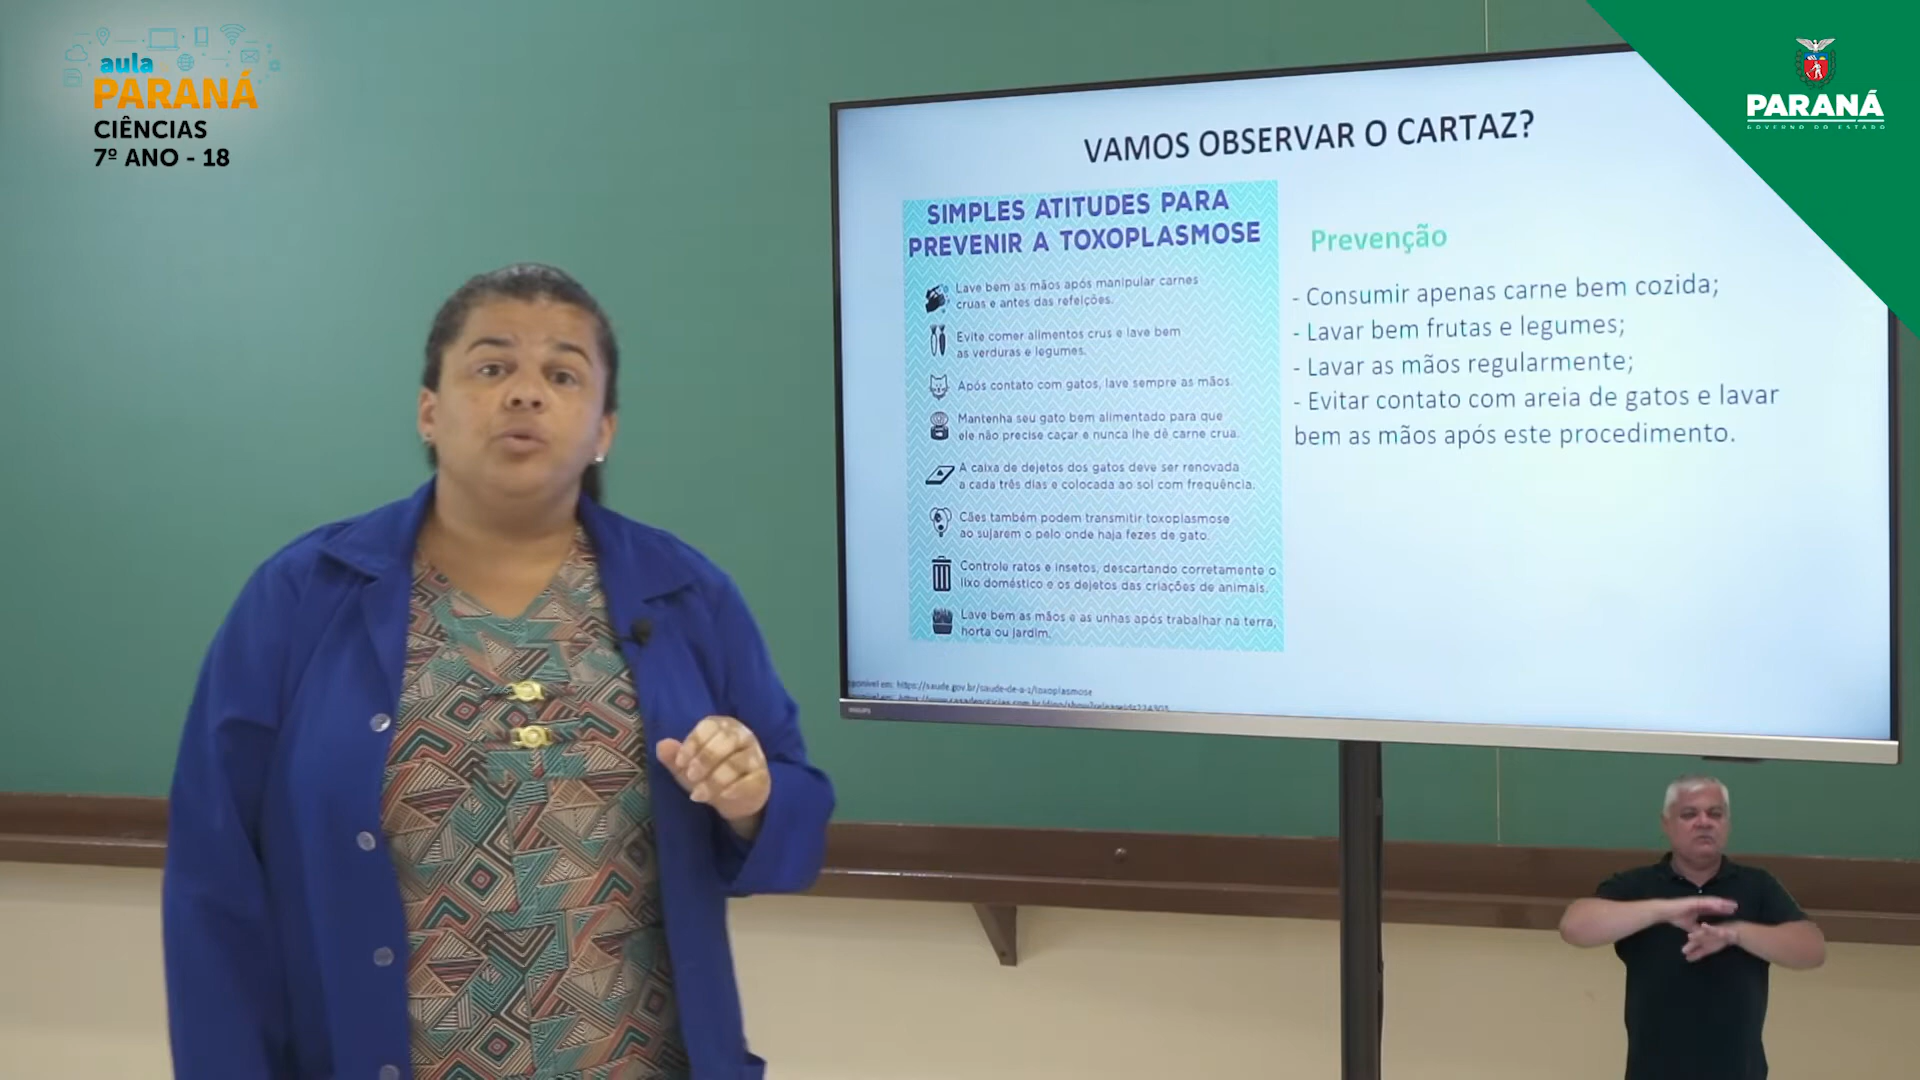 aula
PARANÁ
CIÊNCIAS
7º ANO - 18
PARANÁ
GOVERNO DO ESTADO
VAMOS OBSERVAR O CARTAZ?
SIMPLES ATITUDES PARA
PREVENIR A TOXOPLASMOSE
Lave bem as mãos após manipular carnes
cruas e antes das refeições.
Evite comer alimentos crus e lave bem
as verduras e legumes.
Após contato com gatos, lave sempre as mãos.
Mantenha seu gato bem alimentado para que
ele não precise caçar e nunca lhe dê carne crua.
A caixa de dejetos dos gatos deve ser renovada
a cada três dias e colocada ao sol com frequência.
Cães também podem transmitir toxoplasmose
ao sujarem o pelo onde haja fezes de gato.
Controle ratos e insetos, descartando corretamente o
lixo doméstico e os dejetos das criações de animais.
Lave bem as mãos e as unhas após trabalhar na terra,
horta ou jardim.
Prevenção
- Consumir apenas carne bem cozida;
- Lavar bem frutas e legumes;
- Lavar as mãos regularmente;
- Evitar contato com areia de gatos e lavar
bem as mãos após este procedimento.
em: https://saude.gov.br/saude-de-a-z/toxoplasmose
PHILIPS